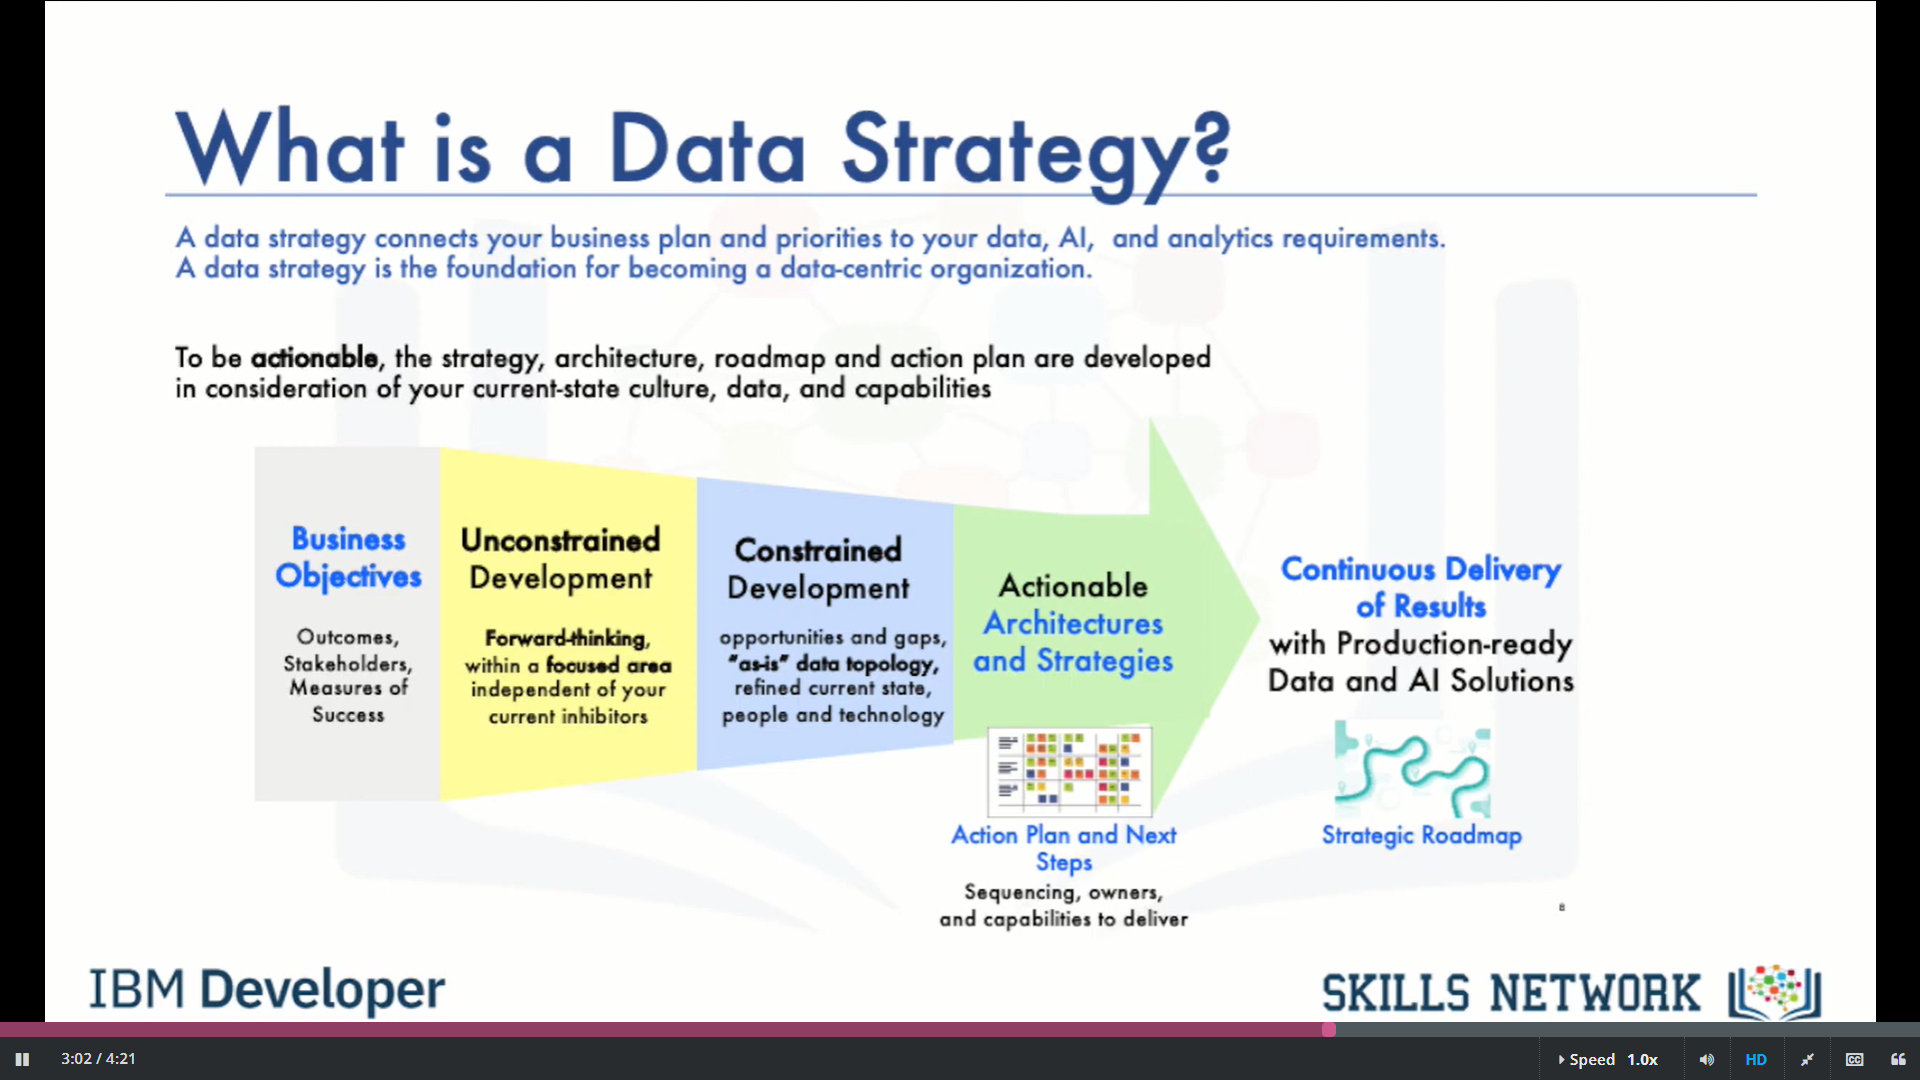 What is a Data Strategy?
A data strategy connects your business plan and priorities to your data, AI, and analytics requirements.
A data strategy is the foundation for becoming a data-centric organization.
To be actionable, the strategy, architecture, roadmap and action plan are developed
in consideration of your current-state culture, data, and capabilities
Business
Objectives
Outcomes,
Stakeholders,
Measures of
Success
Unconstrained
Development
Forward-thinking,
within a focused area
independent of your
current inhibitors
Constrained
Development
opportunities and gaps,
"as-is" data topology,
refined current state,
people and technology
Actionable
Architectures
and Strategies
Action Plan and Next
Steps
Sequencing, owners,
and capabilities to deliver
Continuous Delivery
of Results
with Production-ready
Data and AI Solutions
Strategic Roadmap
8
IBM Developer
SKILLS NETWORK
3:02 / 4:21
Speed 1.0x
HD
CC